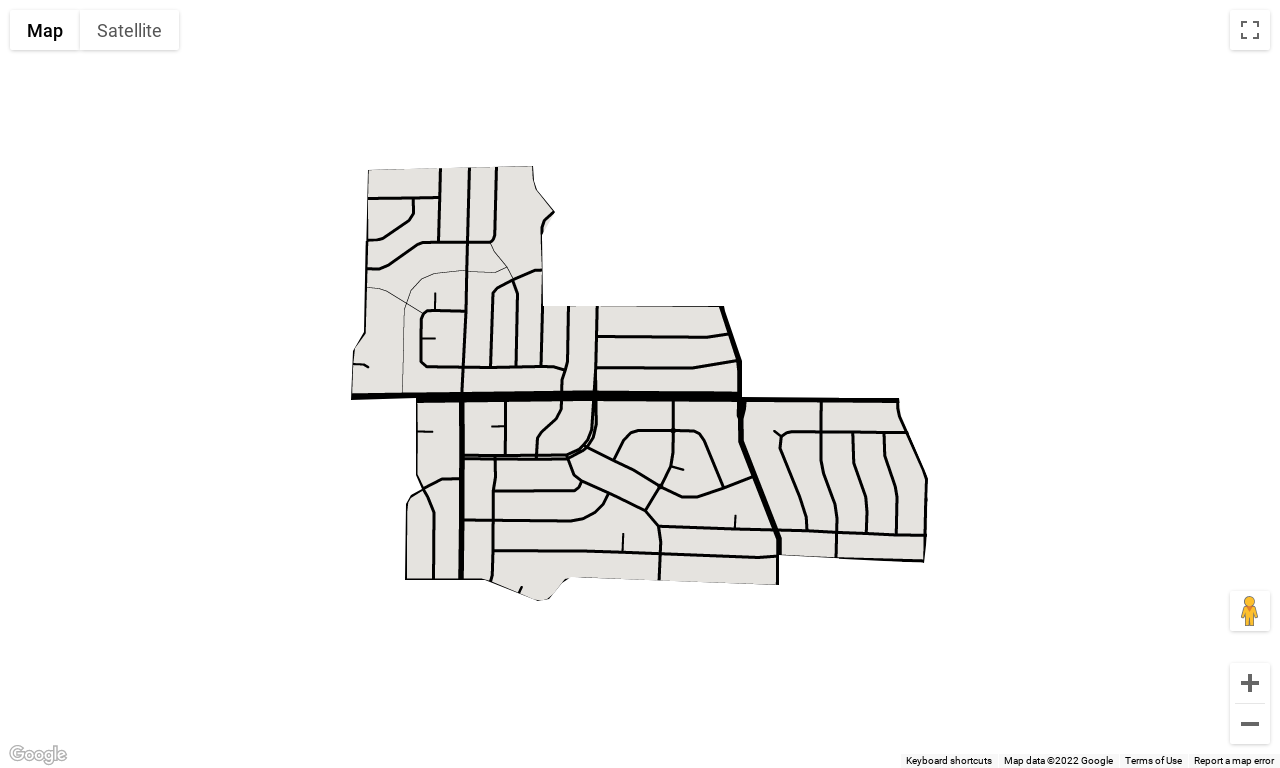 Map Satellite
Google
Keyboard shortcuts Map data ©2022 Google Terms of Use Report a map error